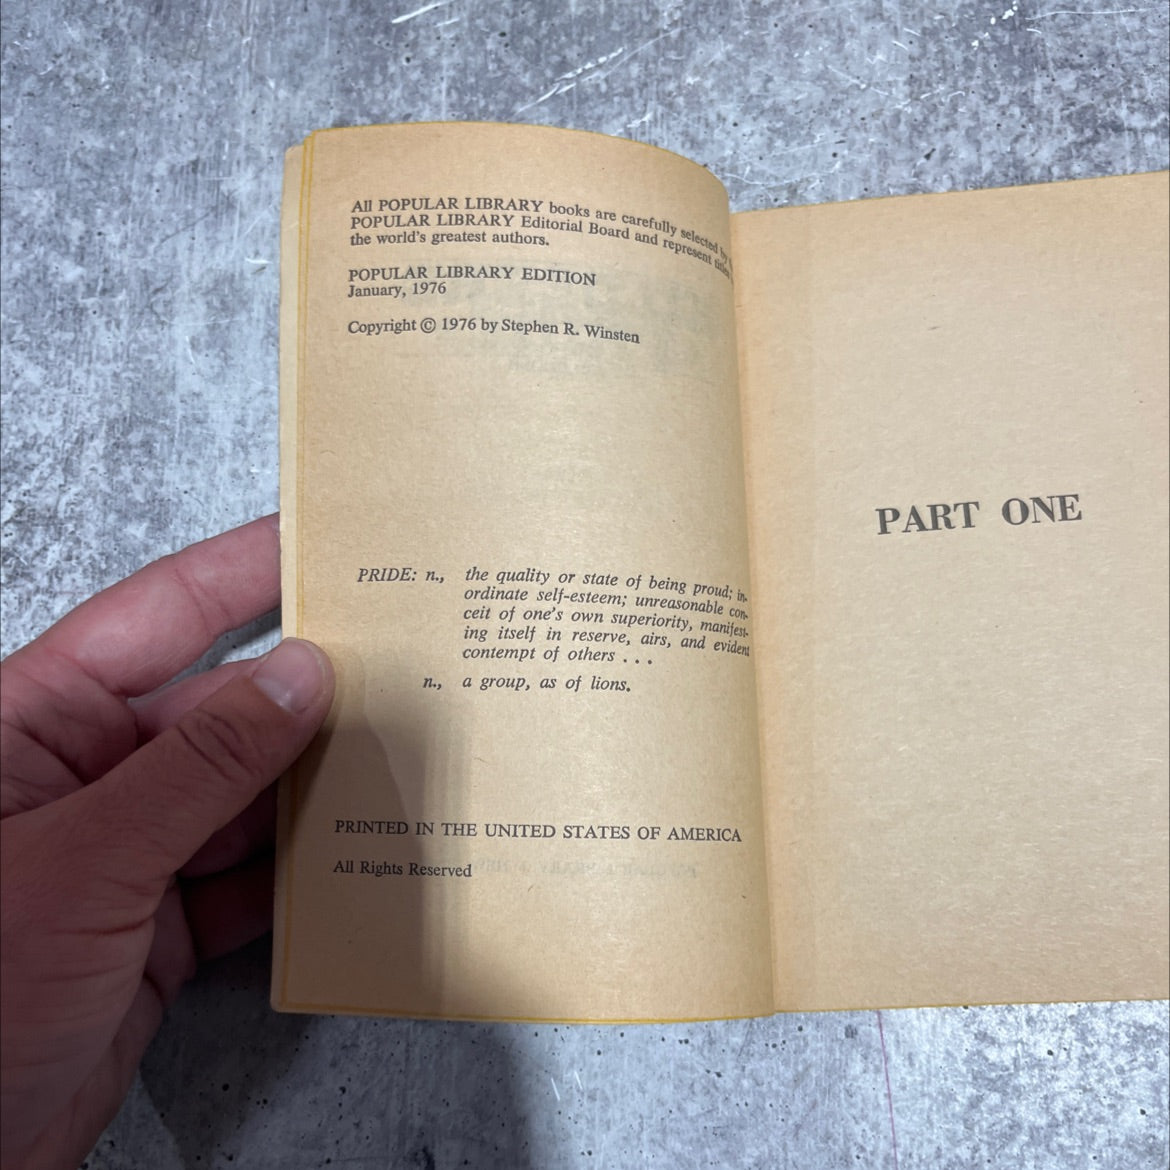 All POPULAR LIBRARY books are carefully selected by
POPULAR LIBRARY Editorial Board and represent titles
the world's greatest authors.
POPULAR LIBRARY EDITION
January, 1976
Copyright © 1976 by Stephen R. Winsten
PRIDE: n., the quality or state of being proud; in-
ordinate self-esteem; unreasonable con-
ceit of one's own superiority, manifest-
ing itself in reserve, airs, and evident
contempt of others . . .
n., a group, as of lions.
PRINTED IN THE UNITED STATES OF AMERICA
All Rights Reserved
PART ONE